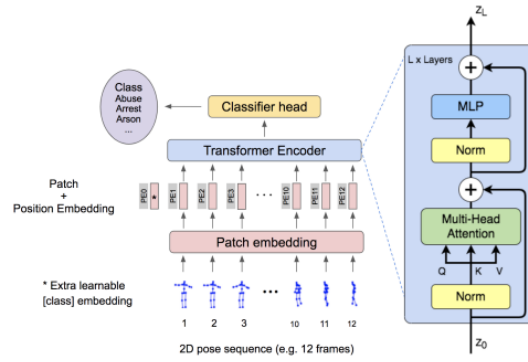 Class
Abuse
Arrest
Arson
...
Classifier head
Transformer Encoder
Patch
+
Position Embedding
PE0 * PE1 PE2 PE3 ... PE10 PE11 PE12
Patch embedding
* Extra learnable
[class] embedding
1 2 3 ... 10 11 12
2D pose sequence (e.g. 12 frames)
z_L
L x Layers
+
MLP
Norm
+
Multi-Head
Attention
Q K V
Norm
z_0